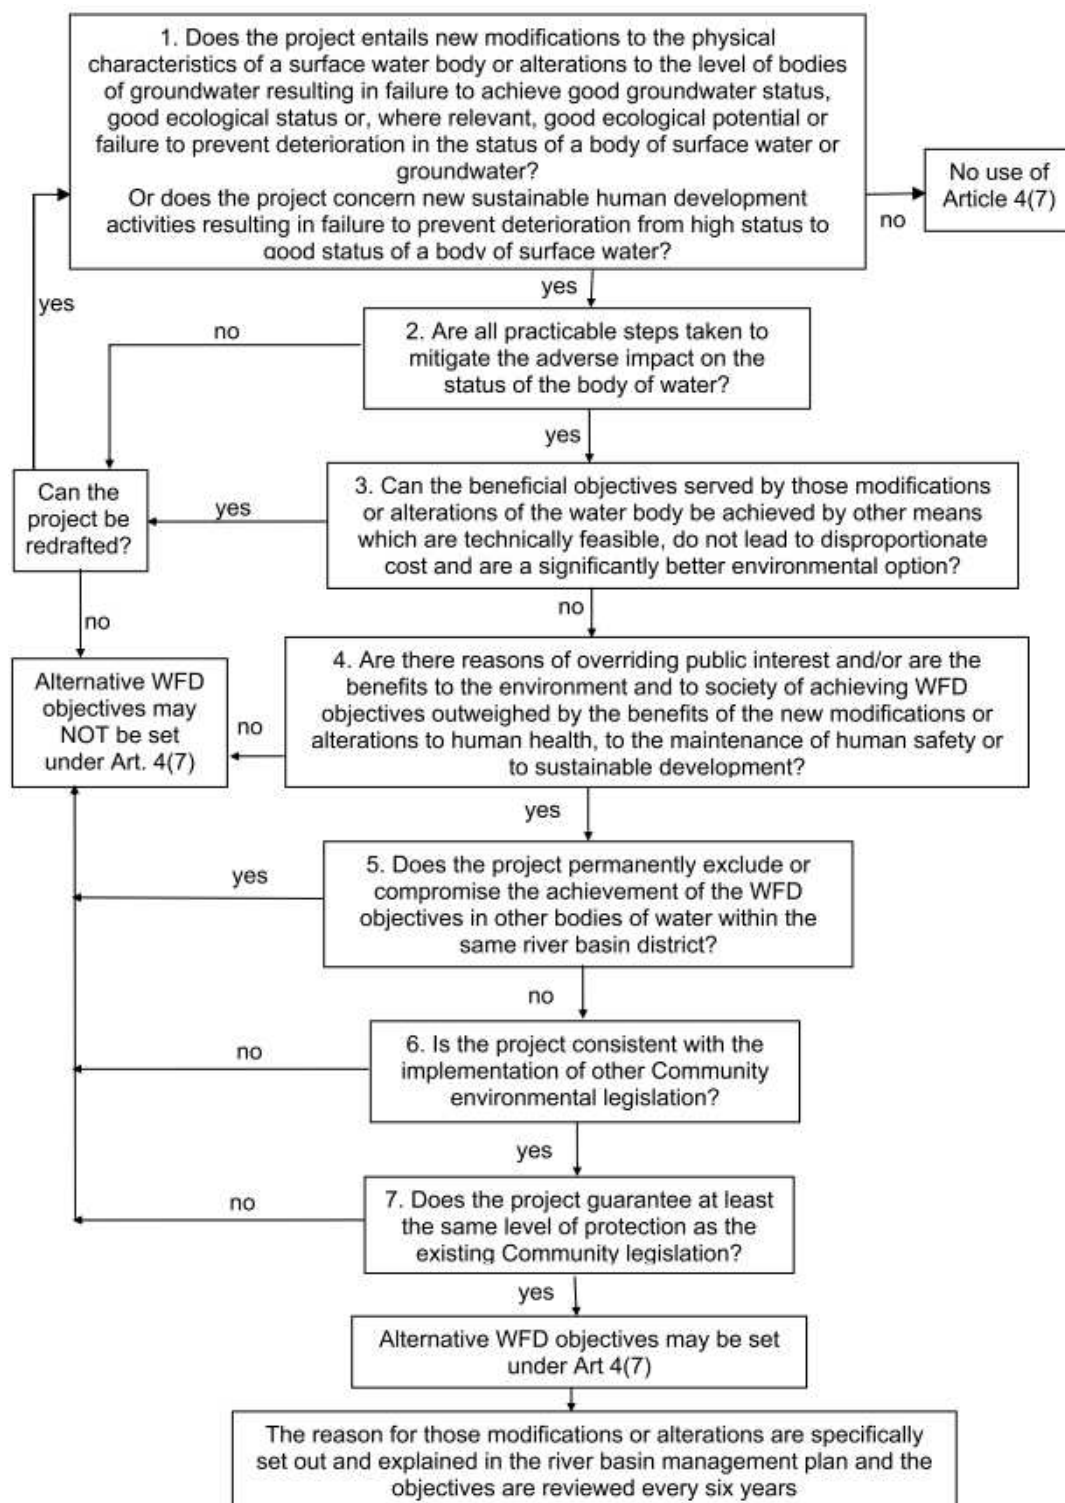 1. Does the project entails new modifications to the physical
characteristics of a surface water body or alterations to the level of bodies
of groundwater resulting in failure to achieve good groundwater status,
good ecological status or, where relevant, good ecological potential or
failure to prevent deterioration in the status of a body of surface water or
groundwater?
Or does the project concern new sustainable human development
activities resulting in failure to prevent deterioration from high status to
good status of a body of surface water?
no
No use of
Article 4(7)
yes
yes
2. Are all practicable steps taken to
mitigate the adverse impact on the
status of the body of water?
no
yes
Can the
project be
redrafted?
yes
3. Can the beneficial objectives served by those modifications
or alterations of the water body be achieved by other means
which are technically feasible, do not lead to disproportionate
cost and are a significantly better environmental option?
no
no
Alternative WFD
objectives may
NOT be set
under Art. 4(7)
no
4. Are there reasons of overriding public interest and/or are the
benefits to the environment and to society of achieving WFD
objectives outweighed by the benefits of the new modifications or
alterations to human health, to the maintenance of human safety or
to sustainable development?
yes
yes
5. Does the project permanently exclude or
compromise the achievement of the WFD
objectives in other bodies of water within the
same river basin district?
no
no
6. Is the project consistent with the
implementation of other Community
environmental legislation?
yes
no
7. Does the project guarantee at least
the same level of protection as the
existing Community legislation?
yes
Alternative WFD objectives may be set
under Art 4(7)
The reason for those modifications or alterations are specifically
set out and explained in the river basin management plan and the
objectives are reviewed every six years